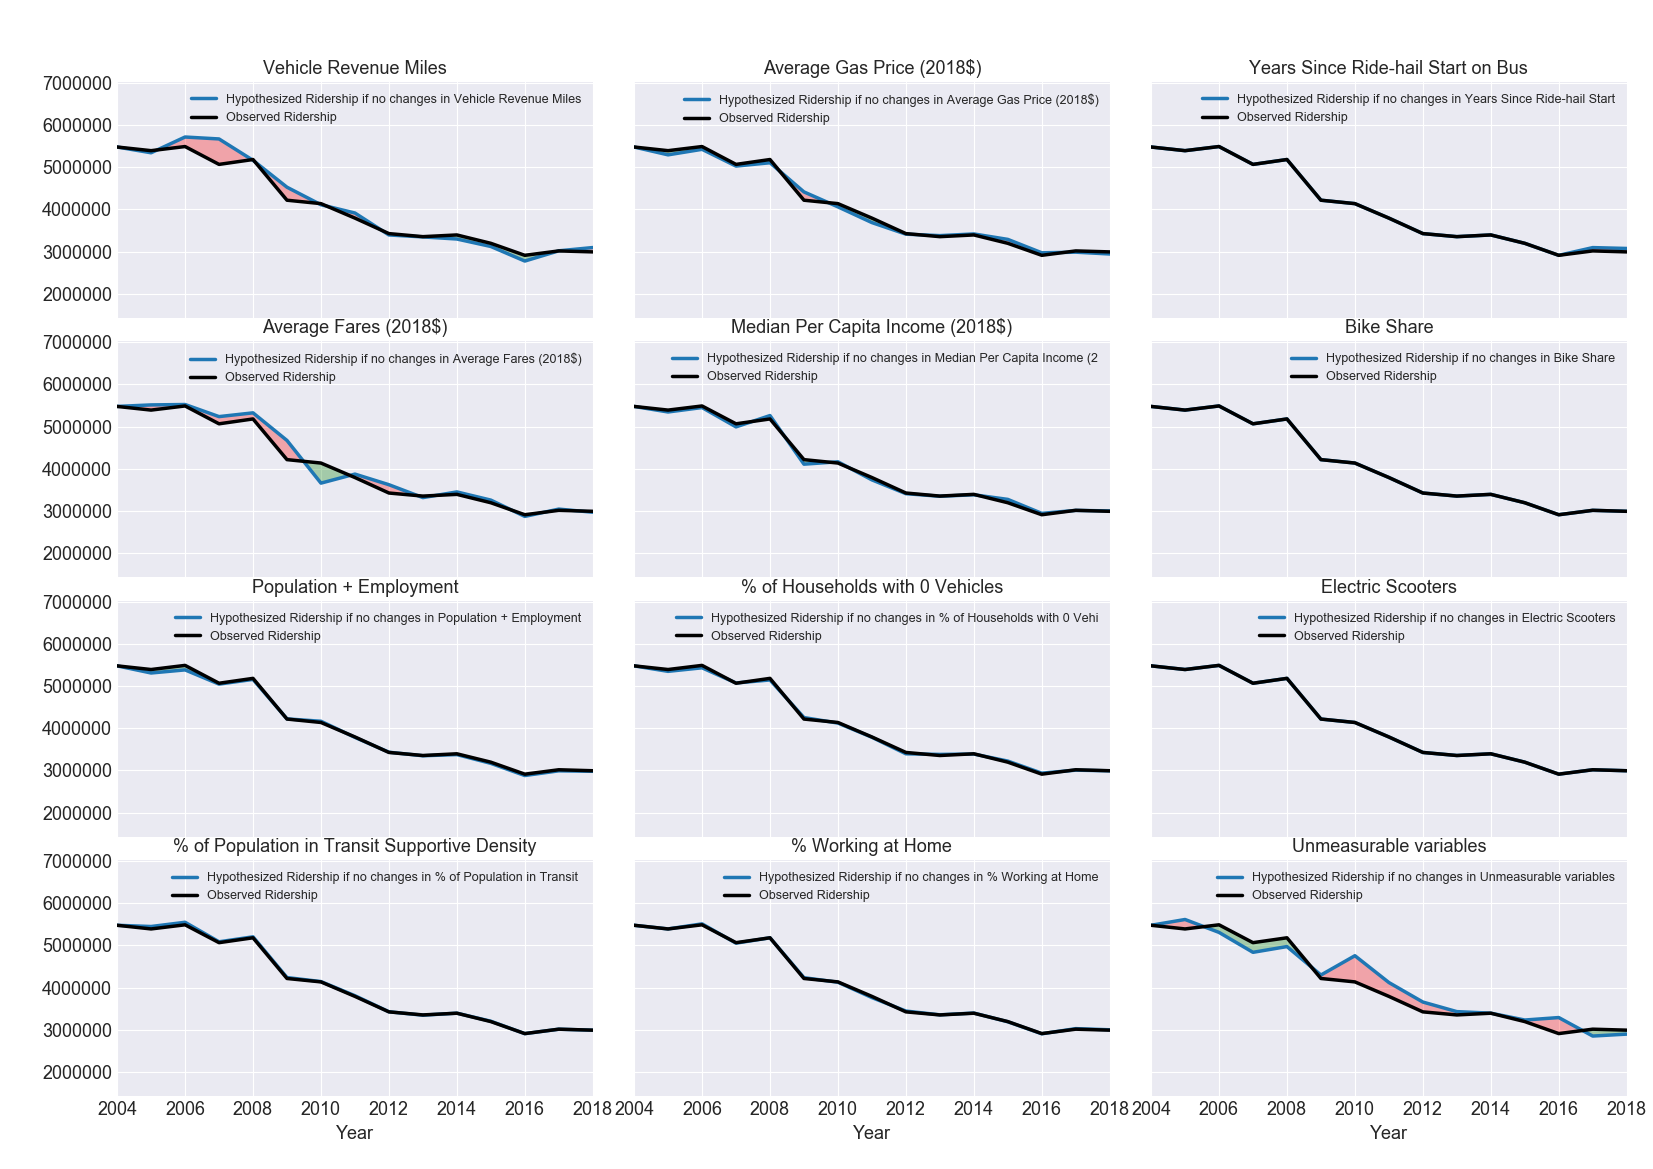 Vehicle Revenue Miles
Average Gas Price (2018$)
Years Since Ride-hail Start on Bus
7000000
Hypothesized Ridership if no changes in Vehicle Revenue Miles
Observed Ridership
Hypothesized Ridership if no changes in Average Gas Price (2018$)
Observed Ridership
Hypothesized Ridership if no changes in Years Since Ride-hail Start
Observed Ridership
6000000
5000000
4000000
3000000
2000000
Average Fares (2018$)
Median Per Capita Income (2018$)
Bike Share
7000000
Hypothesized Ridership if no changes in Average Fares (2018$)
Observed Ridership
Hypothesized Ridership if no changes in Median Per Capita Income (2
Observed Ridership
Hypothesized Ridership if no changes in Bike Share
Observed Ridership
6000000
5000000
4000000
3000000
2000000
Population + Employment
% of Households with 0 Vehicles
Electric Scooters
7000000
Hypothesized Ridership if no changes in Population + Employment
Observed Ridership
Hypothesized Ridership if no changes in % of Households with 0 Vehi
Observed Ridership
Hypothesized Ridership if no changes in Electric Scooters
Observed Ridership
6000000
5000000
4000000
3000000
2000000
% of Population in Transit Supportive Density
% Working at Home
Unmeasurable variables
7000000
Hypothesized Ridership if no changes in % of Population in Transit
Observed Ridership
Hypothesized Ridership if no changes in % Working at Home
Observed Ridership
Hypothesized Ridership if no changes in Unmeasurable variables
Observed Ridership
6000000
5000000
4000000
3000000
2000000
2004 2006 2008 2010 2012 2014 2016 2018
2004 2006 2008 2010 2012 2014 2016 2018
2004 2006 2008 2010 2012 2014 2016 2018
Year
Year
Year